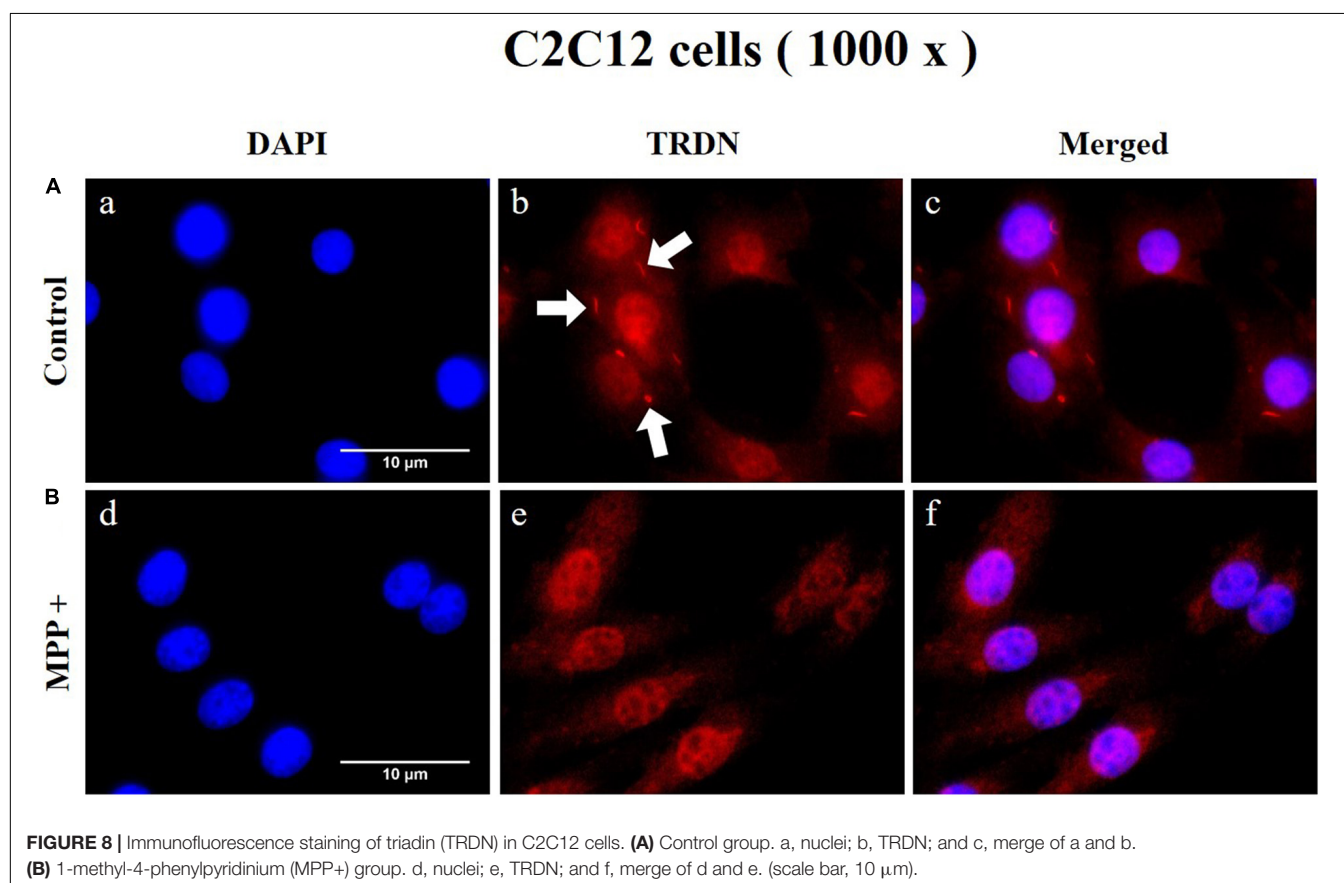 C2C12 cells ( 1000 x )
DAPI TRDN Merged
A
Control
a
10 µm
b
c
B
MPP +
d
10 µm
e
f
FIGURE 8 | Immunofluorescence staining of triadin (TRDN) in C2C12 cells. (A) Control group. a, nuclei; b, TRDN; and c, merge of a and b.
(B) 1-methyl-4-phenylpyridinium (MPP+) group. d, nuclei; e, TRDN; and f, merge of d and e. (scale bar, 10 µm).